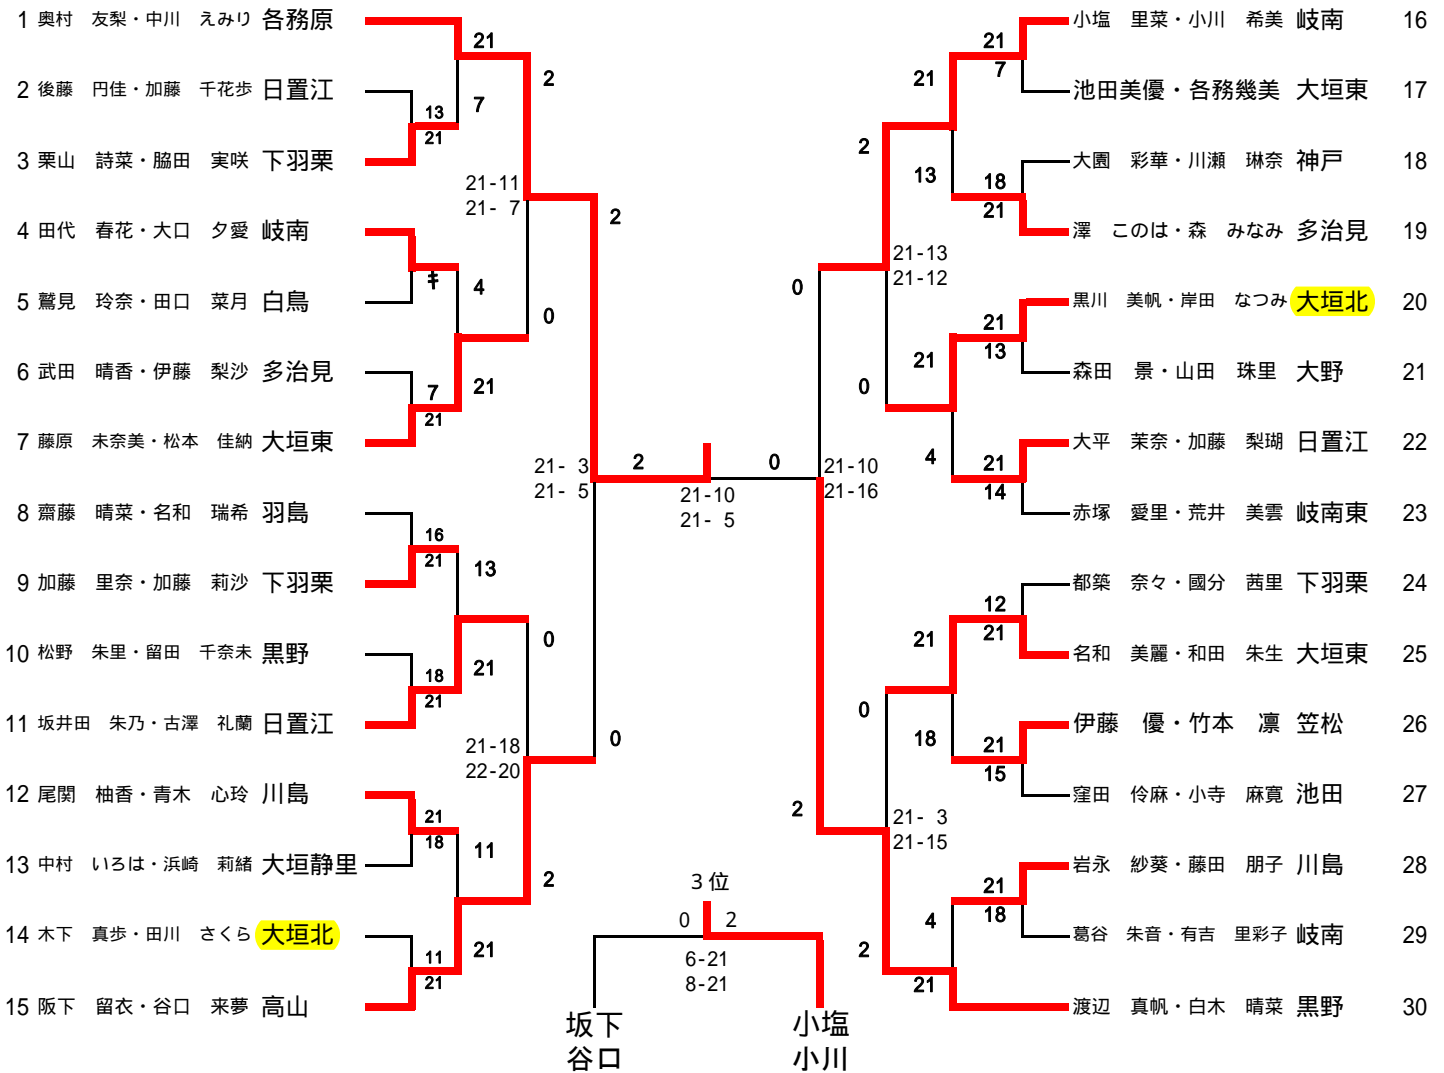 1 奥村 友梨・中川 えみり 各務原
21
2 後藤 円佳・加藤 千花歩 日置江
2
13
7
21
3 栗山 詩菜・脇田 実咲 下羽栗
21-11
21- 7
4 田代 春花・大口 夕愛 岐南
2
キ
4
5 鷲見 玲奈・田口 菜月 白鳥
0
6 武田 晴香・伊藤 梨沙 多治見
7
21
21
7 藤原 未奈美・松本 佳納 大垣東
21- 3
21- 5
2
8 齋藤 晴菜・名和 瑞希 羽島
16
21
13
9 加藤 里奈・加藤 莉沙 下羽栗
0
10 松野 朱里・留田 千奈未 黒野
18
21
21
11 坂井田 朱乃・古澤 礼蘭 日置江
0
21-18
22-20
12 尾関 柚香・青木 心玲 川島
21
18
11
13 中村 いろは・浜崎 莉緒 大垣静里
2
14 木下 真歩・田川 さくら 大垣北
11
21
21
15 阪下 留衣・谷口 来夢 高山
21-10
21- 5
0
3位
0 2
6-21
8-21
坂下
谷口
小塩
小川
小塩 里菜・小川 希美 岐南 16
21
7
21
池田美優・各務幾美 大垣東 17
2
大園 彩華・川瀬 琳奈 神戸 18
13
18
21
澤 このは・森 みなみ 多治見 19
21-13
21-12
0
黒川 美帆・岸田 なつみ 大垣北 20
21
13
21
森田 景・山田 珠里 大野 21
0
大平 茉奈・加藤 梨瑚 日置江 22
4
21
14
21-10
21-16
赤塚 愛里・荒井 美雲 岐南東 23
都築 奈々・國分 茜里 下羽栗 24
12
21
21
名和 美麗・和田 朱生 大垣東 25
0
伊藤 優・竹本 凛 笠松 26
18
21
15
窪田 伶麻・小寺 麻寛 池田 27
2
21- 3
21-15
岩永 紗葵・藤田 朋子 川島 28
21
18
4
葛谷 朱音・有吉 里彩子 岐南 29
2
21
渡辺 真帆・白木 晴菜 黒野 30